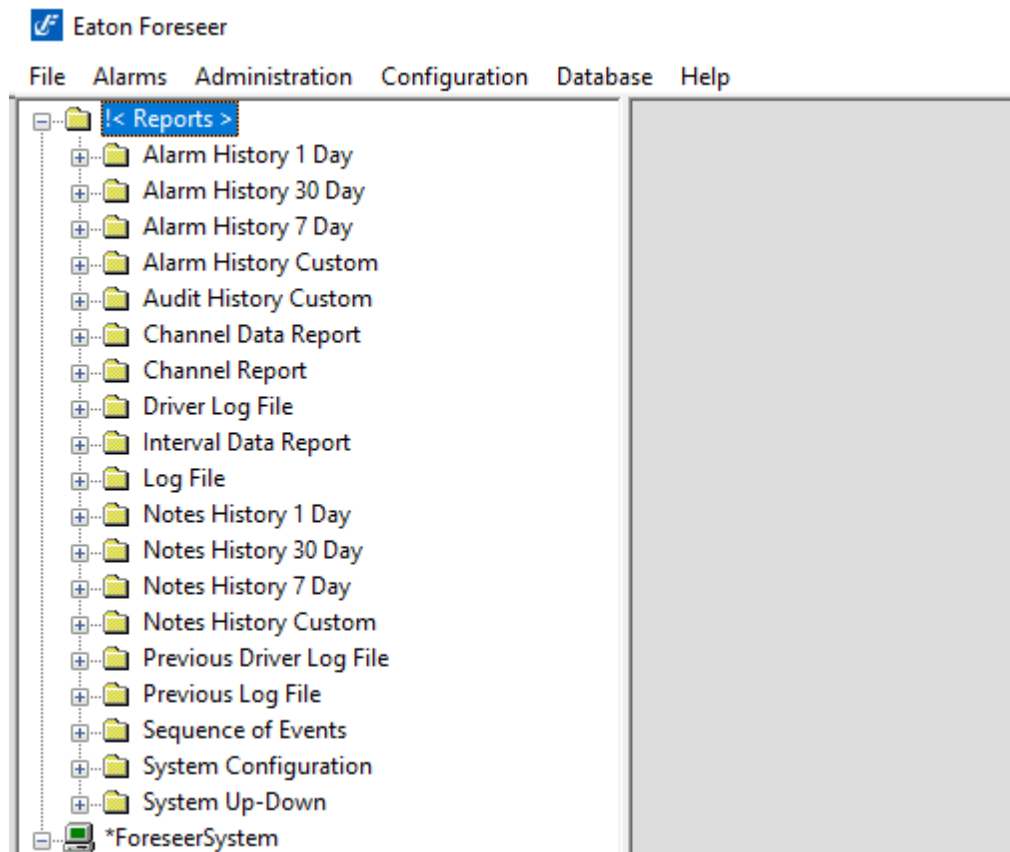 Eaton Foreseer
File Alarms Administration Configuration Database Help
!< Reports >
Alarm History 1 Day
Alarm History 30 Day
Alarm History 7 Day
Alarm History Custom
Audit History Custom
Channel Data Report
Channel Report
Driver Log File
Interval Data Report
Log File
Notes History 1 Day
Notes History 30 Day
Notes History 7 Day
Notes History Custom
Previous Driver Log File
Previous Log File
Sequence of Events
System Configuration
System Up-Down
*ForeseerSystem